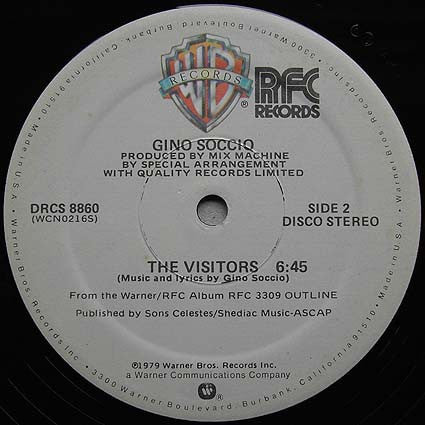 WB
RECORDS
®
RFC
RECORDS
GINO SOCCIO
PRODUCED BY MIX MACHINE
BY SPECIAL ARRANGEMENT
WITH QUALITY RECORDS LIMITED
DRCS 8860
(WCN0216S)
SIDE 2
DISCO STEREO
THE VISITORS 6:45
(Music and lyrics by Gino Soccio)
From the Warner/RFC Album RFC 3309 OUTLINE
Published by Sons Celestes/Shediac Music-ASCAP
℗1979 Warner Bros. Records Inc.
a Warner Communications Company
Warner Bros. Records Inc. • 3300 Warner Boulevard, Burbank, California 91510 • Made in U.S.A. •